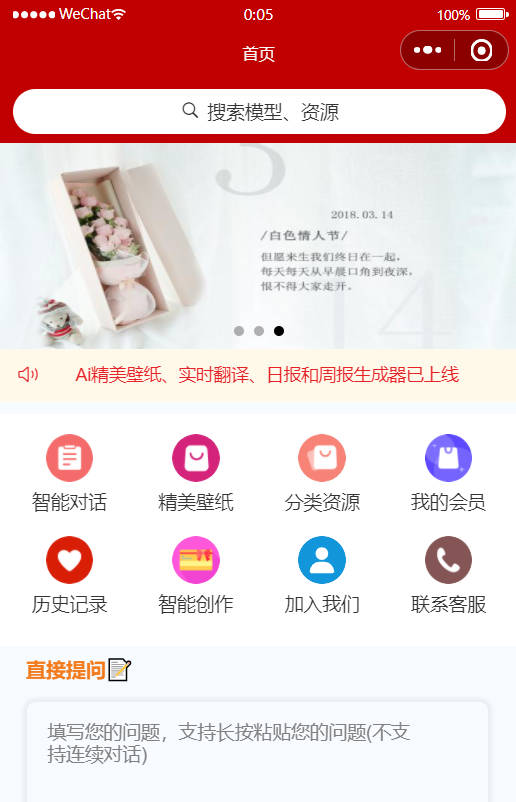 WeChat 0:05 100%
首页
搜索模型、资源
5
2018.03.14
/白色情人节/
但愿来生我们终日在一起，
每天每天从早晨口角到夜深，
恨不得大家走开。
14
Ai精美壁纸、实时翻译、日报和周报生成器已上线
智能对话 精美壁纸 分类资源 我的会员
历史记录 智能创作 加入我们 联系客服
直接提问
填写您的问题，支持长按粘贴您的问题(不支
持连续对话)